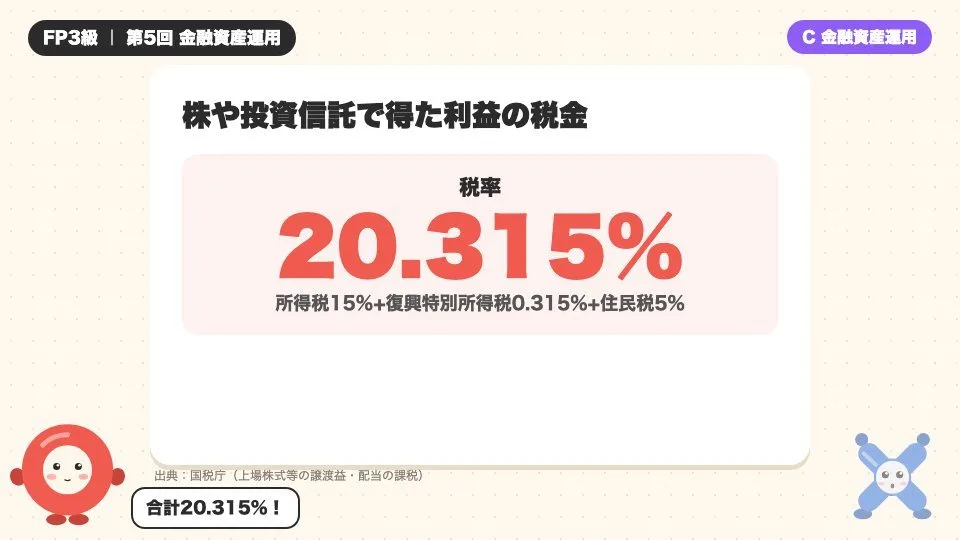 FP3級 | 第5回 金融資産運用
C 金融資産運用
株や投資信託で得た利益の税金
税率
20.315%
所得税15%+復興特別所得税0.315%+住民税5%
出典：国税庁（上場株式等の譲渡益・配当の課税）
合計20.315%！